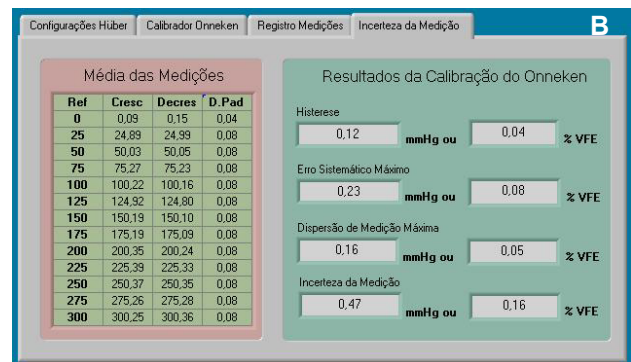 Configurações Hüber Calibrador Onneken Registro Medições Incerteza da Medição B
Média das Medições
Ref Cresc Decres D.Pad
0 0,09 0,15 0,04
25 24,89 24,99 0,08
50 50,03 50,05 0,08
75 75,27 75,23 0,08
100 100,22 100,16 0,08
125 124,92 124,80 0,08
150 150,19 150,10 0,08
175 175,19 175,09 0,08
200 200,35 200,24 0,08
225 225,39 225,33 0,08
250 250,37 250,35 0,08
275 275,26 275,28 0,08
300 300,25 300,36 0,08
Resultados da Calibração do Onneken
Histerese
0,12 mmHg ou 0,04 % VFE
Erro Sistemático Máximo
0,23 mmHg ou 0,08 % VFE
Dispersão de Medição Máxima
0,16 mmHg ou 0,05 % VFE
Incerteza da Medição
0,47 mmHg ou 0,16 % VFE